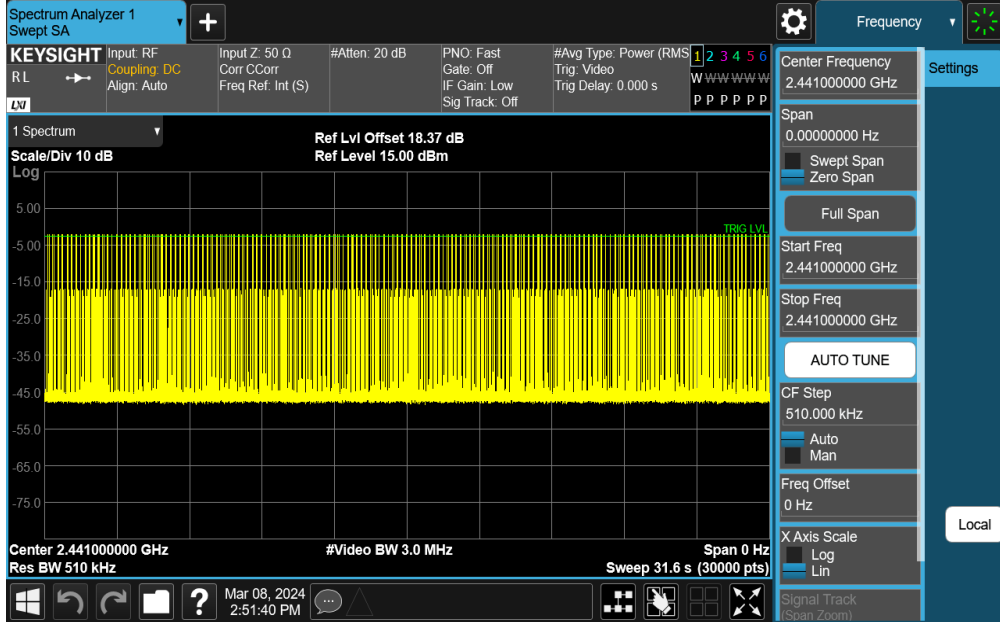 Spectrum Analyzer 1
Swept SA
+
Frequency
KEYSIGHT
R L
LXI
Input: RF
Coupling: DC
Align: Auto
Input Z: 50 Ω
Corr CCorr
Freq Ref: Int (S)
#Atten: 20 dB
PNO: Fast
Gate: Off
IF Gain: Low
Sig Track: Off
#Avg Type: Power (RMS
Trig: Video
Trig Delay: 0.000 s
1 2 3 4 5 6
W W W W W W
P P P P P P
1 Spectrum
Scale/Div 10 dB
Log
Ref Lvl Offset 18.37 dB
Ref Level 15.00 dBm
TRIG LVL
5.00
-5.00
-15.0
-25.0
-35.0
-45.0
-55.0
-65.0
-75.0
Center 2.441000000 GHz
Res BW 510 kHz
#Video BW 3.0 MHz
Span 0 Hz
Sweep 31.6 s (30000 pts)
Center Frequency
2.441000000 GHz
Span
0.00000000 Hz
Swept Span
Zero Span
Full Span
Start Freq
2.441000000 GHz
Stop Freq
2.441000000 GHz
AUTO TUNE
CF Step
510.000 kHz
Auto
Man
Freq Offset
0 Hz
X Axis Scale
Log
Lin
Signal Track
(Span Zoom)
Settings
Local
?
Mar 08, 2024
2:51:40 PM